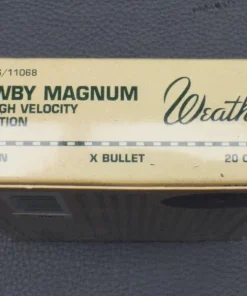 /11068
WBY MAGNUM
GH VELOCITY
TION
Weath
N
X BULLET
20 C